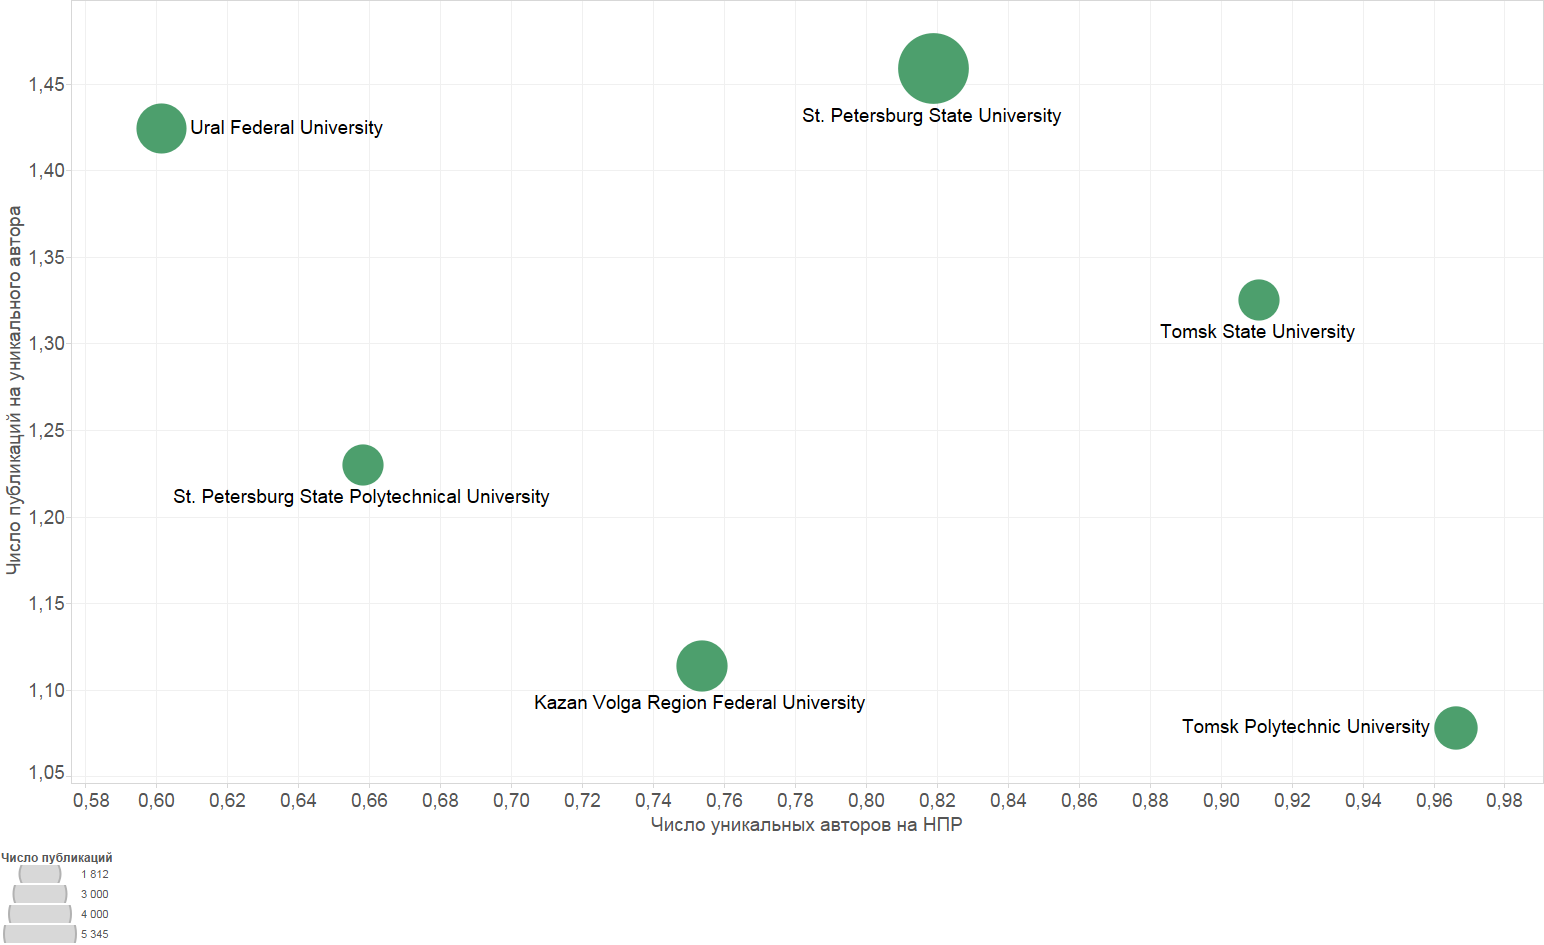 Число публикаций на уникального автора
1,45
1,40
1,35
1,30
1,25
1,20
1,15
1,10
1,05
St. Petersburg State University
Ural Federal University
Tomsk State University
St. Petersburg State Polytechnical University
Kazan Volga Region Federal University
Tomsk Polytechnic University
0,58 0,60 0,62 0,64 0,66 0,68 0,70 0,72 0,74 0,76 0,78 0,80 0,82 0,84 0,86 0,88 0,90 0,92 0,94 0,96 0,98
Число уникальных авторов на НПР
Число публикаций
1 812
3 000
4 000
5 345